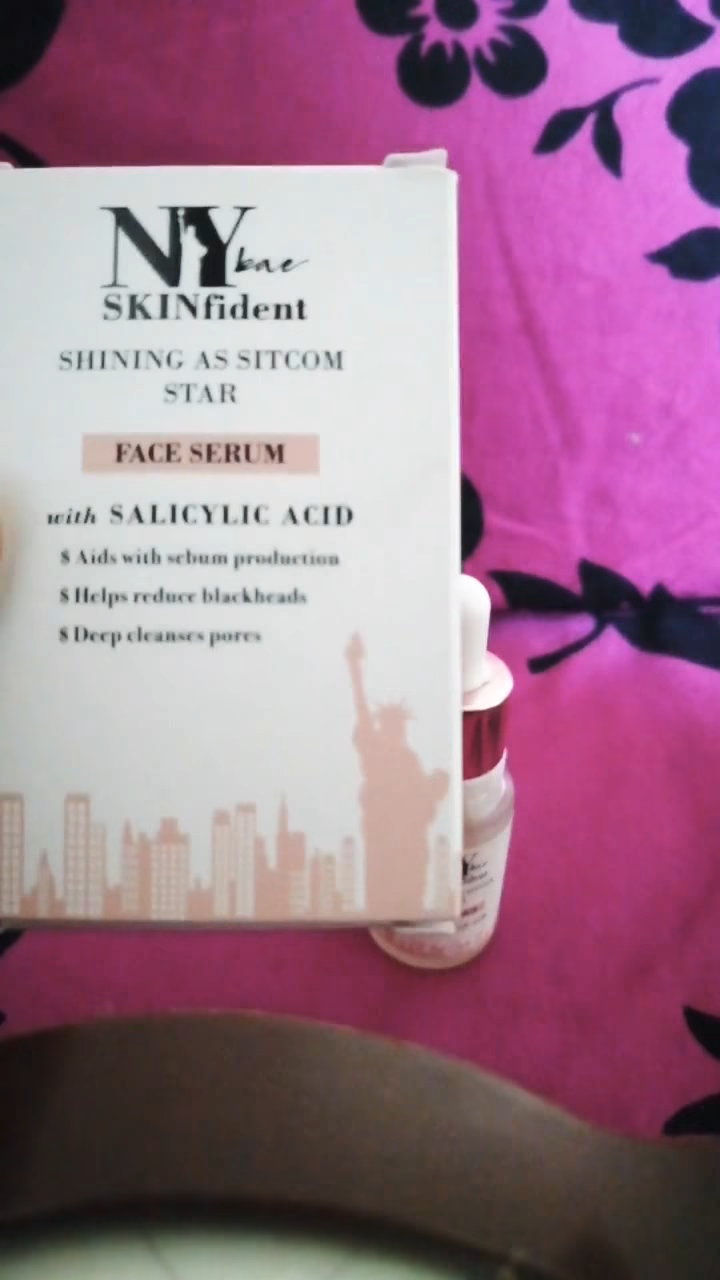 NY bae
SKINfident
SHINING AS SITCOM
STAR
FACE SERUM
with SALICYLIC ACID
$ Aids with sebum production
$ Helps reduce blackheads
$ Deep cleanses pores